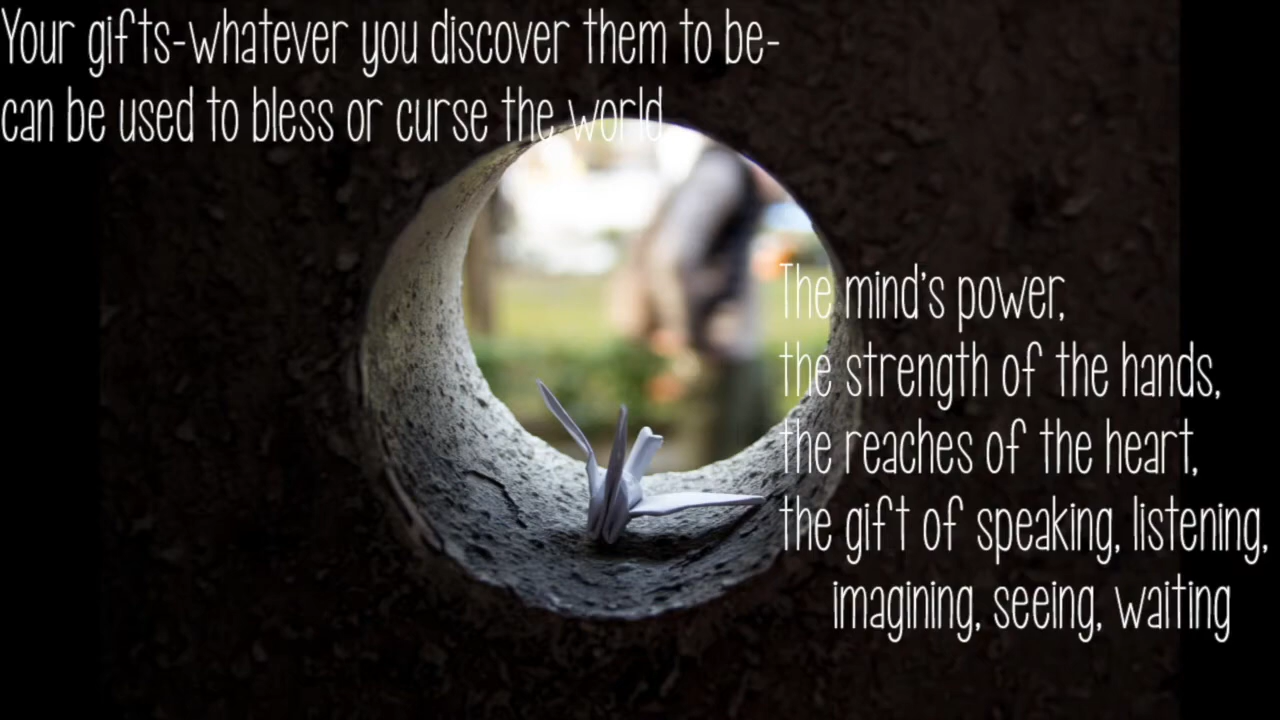 Your gifts-whatever you discover them to be-
can be used to bless or curse the world
The mind's power,
the strength of the hands,
the reaches of the heart,
the gift of speaking, listening,
imagining, seeing, waiting